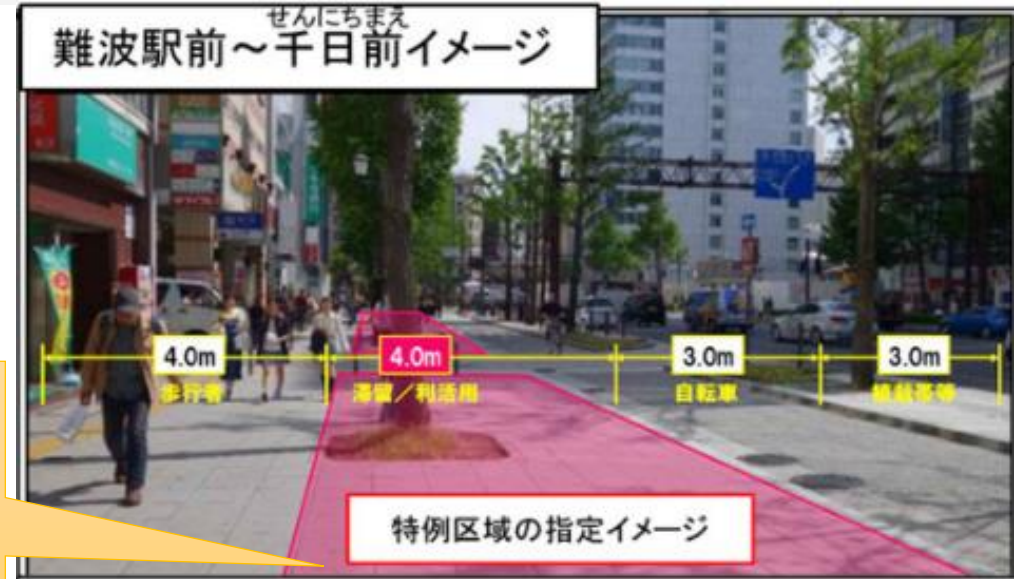 せんにちまえ
難波駅前～千日前イメージ
4.0m
4.0m
3.0m
3.0m
歩行者
滞留／利活用
自転車
植栽帯等
特例区域の指定イメージ